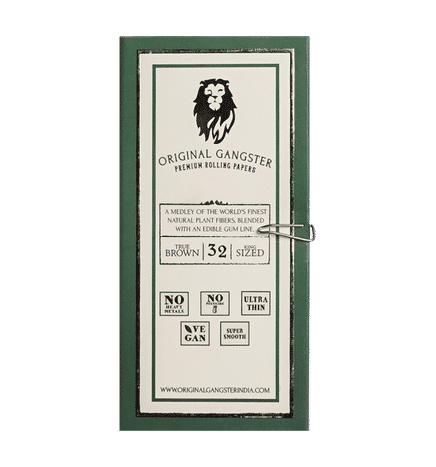 ORIGINAL GANGSTER
PREMIUM ROLLING PAPERS
A MEDLEY OF THE WORLD'S FINEST
NATURAL PLANT FIBERS, BLENDED
WITH AN EDIBLE GUM LINE.
TRUE BROWN
32
KING SIZED
NO
HEAVY
METALS
NO
ULTRA
THIN
VE
GAN
SUPER
SMOOTH
WWW.ORIGINALGANGSTERINDIA.COM